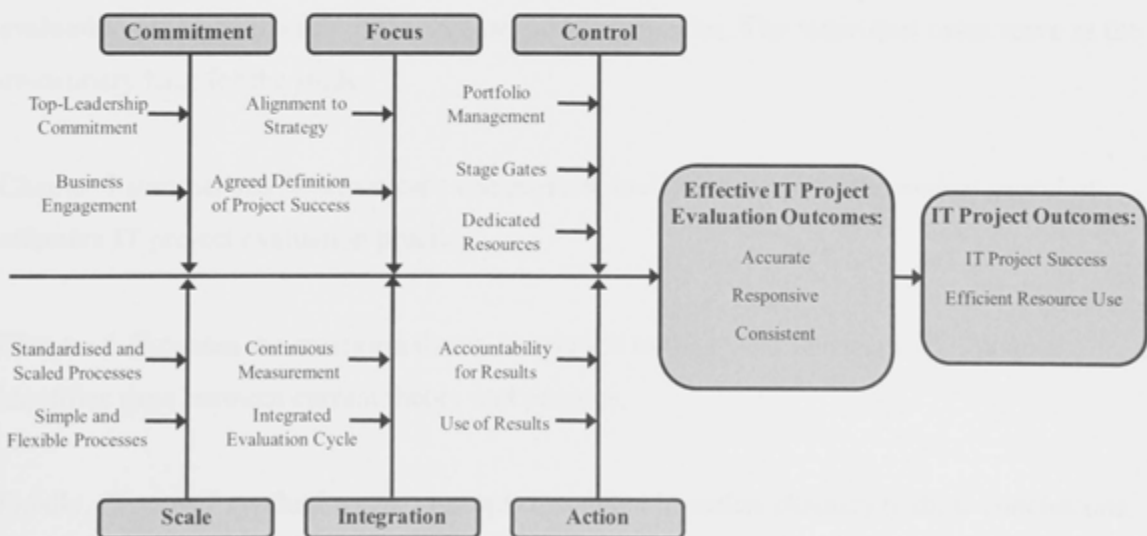 Commitment
Focus
Control
Top-Leadership
Commitment
Business
Engagement
Alignment to
Strategy
Agreed Definition
of Project Success
Portfolio
Management
Stage Gates
Dedicated
Resources
Standardised and
Scaled Processes
Simple and
Flexible Processes
Continuous
Measurement
Integrated
Evaluation Cycle
Accountability
for Results
Use of Results
Scale
Integration
Action
Effective IT Project
Evaluation Outcomes:
Accurate
Responsive
Consistent
IT Project Outcomes:
IT Project Success
Efficient Resource Use